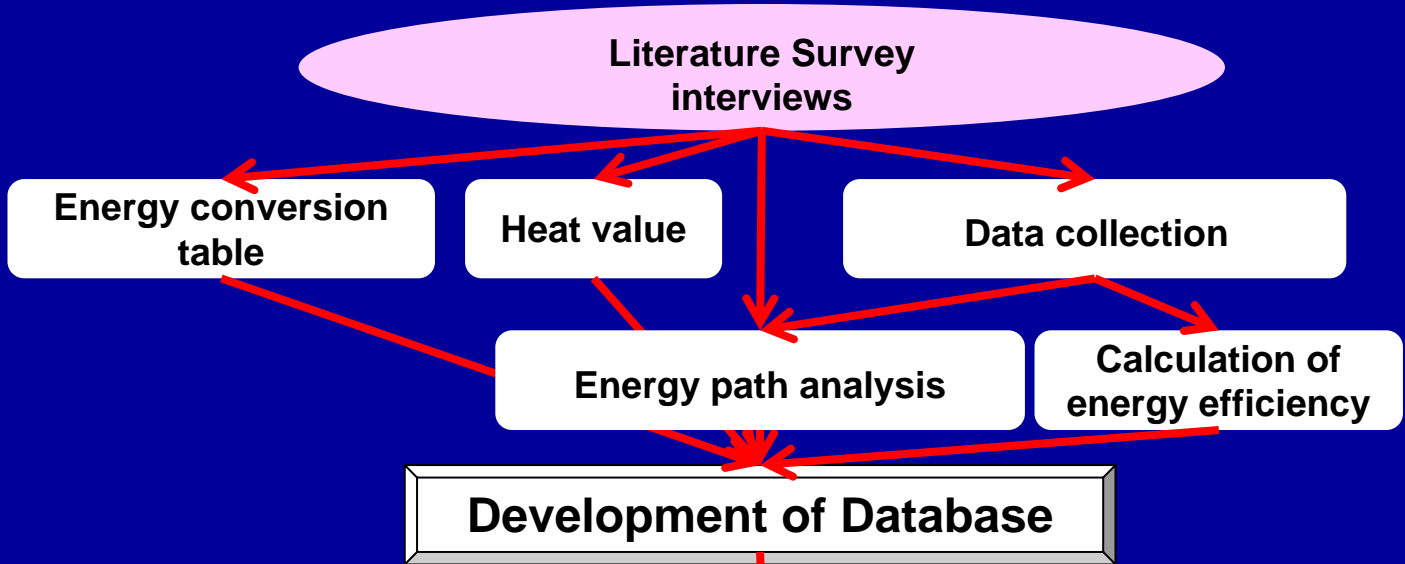 Literature Survey
interviews
Energy conversion
table
Heat value
Data collection
Energy path analysis
Calculation of
energy efficiency
Development of Database